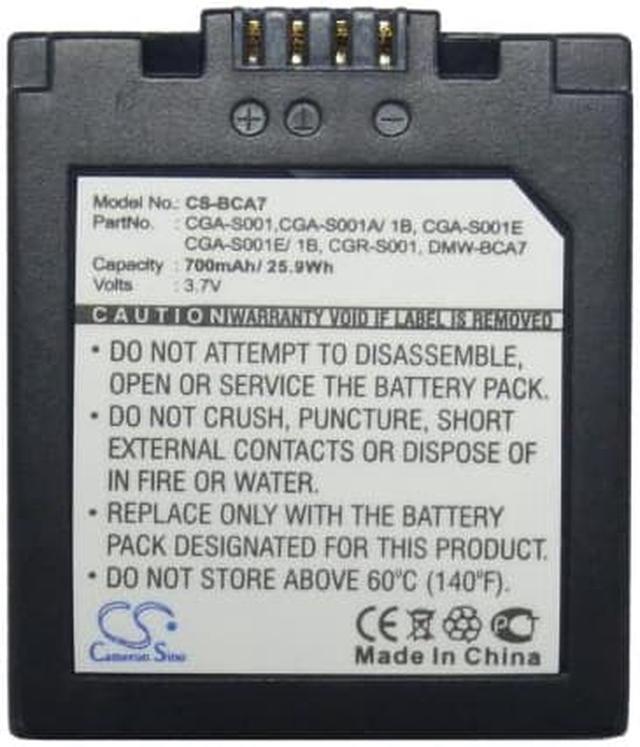 Model No.: CS-BCA7
PartNo. : CGA-S001,CGA-S001A/ 1B, CGA-S001E
CGA-S001E/ 1B, CGR-S001, DMW-BCA7
Capacity : 700mAh/ 25.9Wh
Volts : 3.7V
CAUTION WARRANTY VOID IF LABEL IS REMOVED
• DO NOT ATTEMPT TO DISASSEMBLE,
OPEN OR SERVICE THE BATTERY PACK.
• DO NOT CRUSH, PUNCTURE, SHORT
EXTERNAL CONTACTS OR DISPOSE OF
IN FIRE OR WATER.
• REPLACE ONLY WITH THE BATTERY
PACK DESIGNATED FOR THIS PRODUCT.
• DO NOT STORE ABOVE 60°C (140°F).
CS
Cameron Sino
CE PC
Made In China